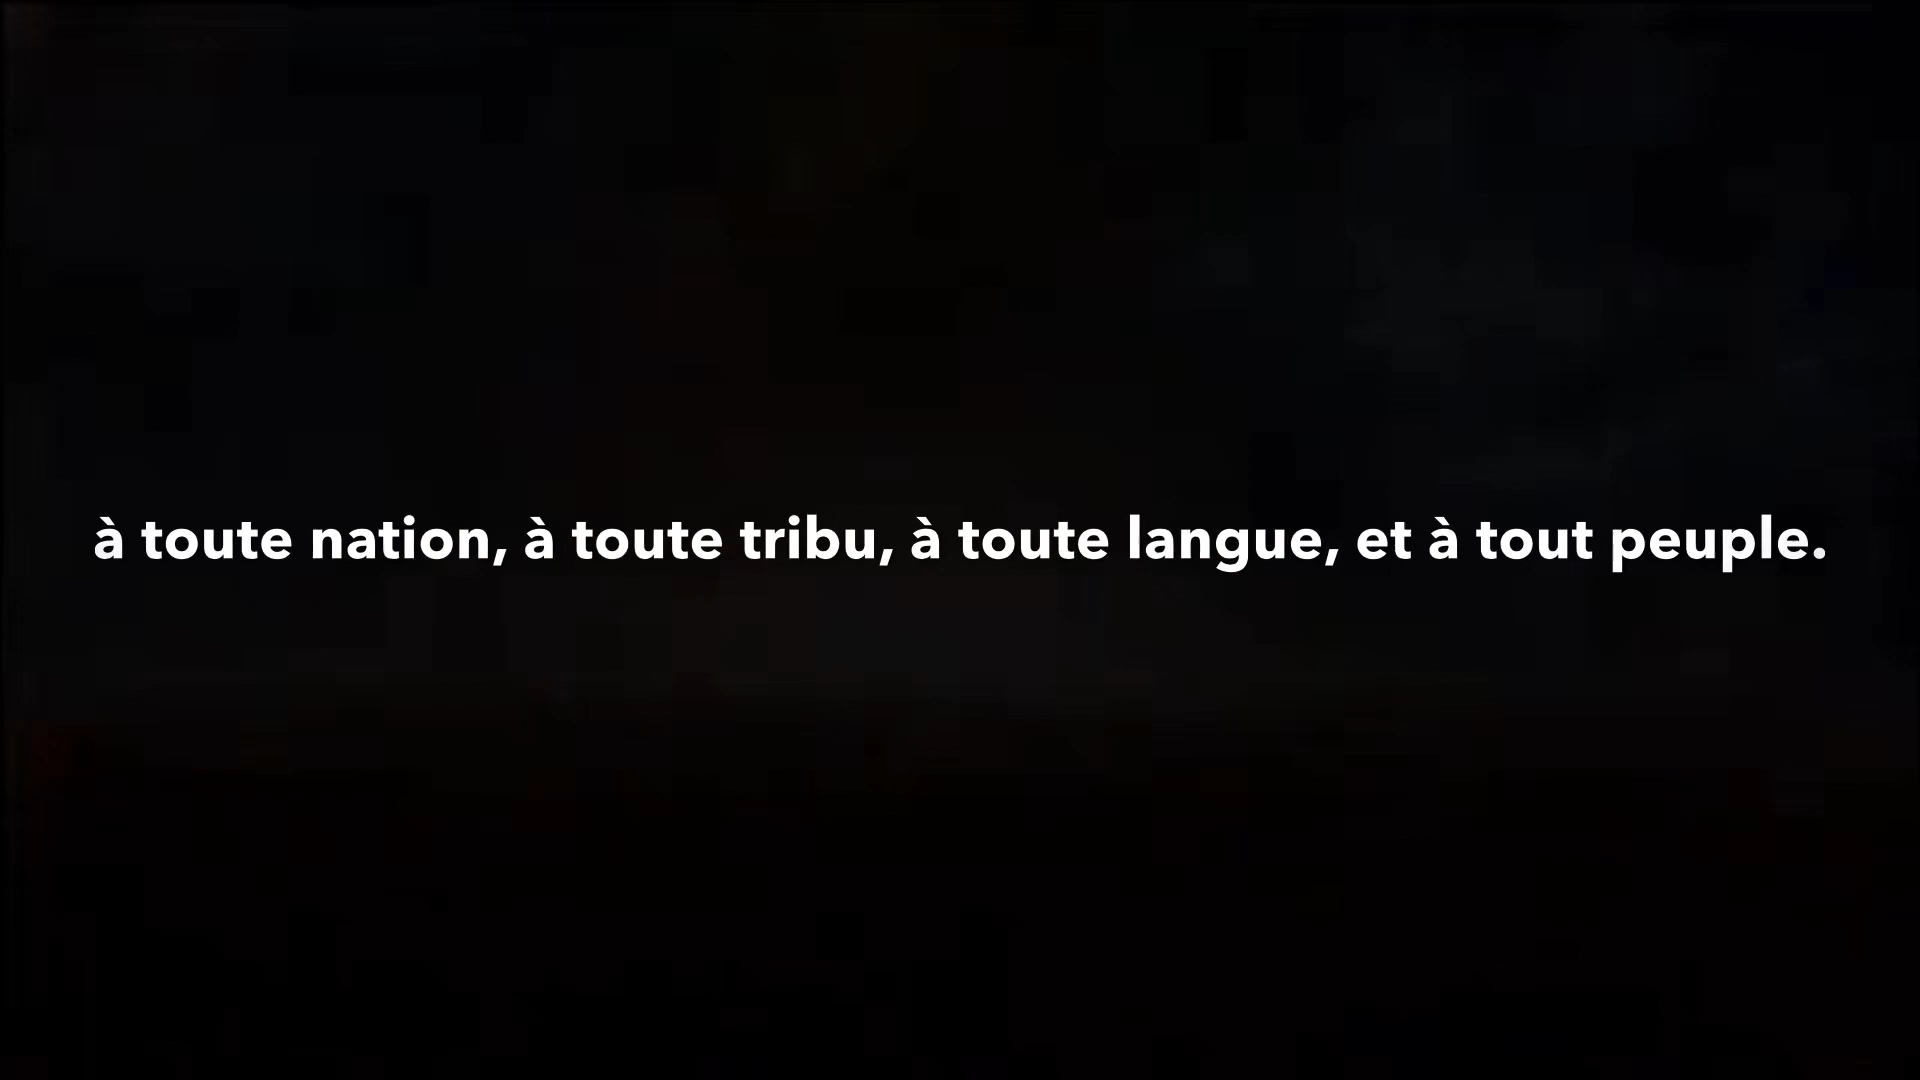 à toute nation, à toute tribu, à toute langue, et à tout peuple.